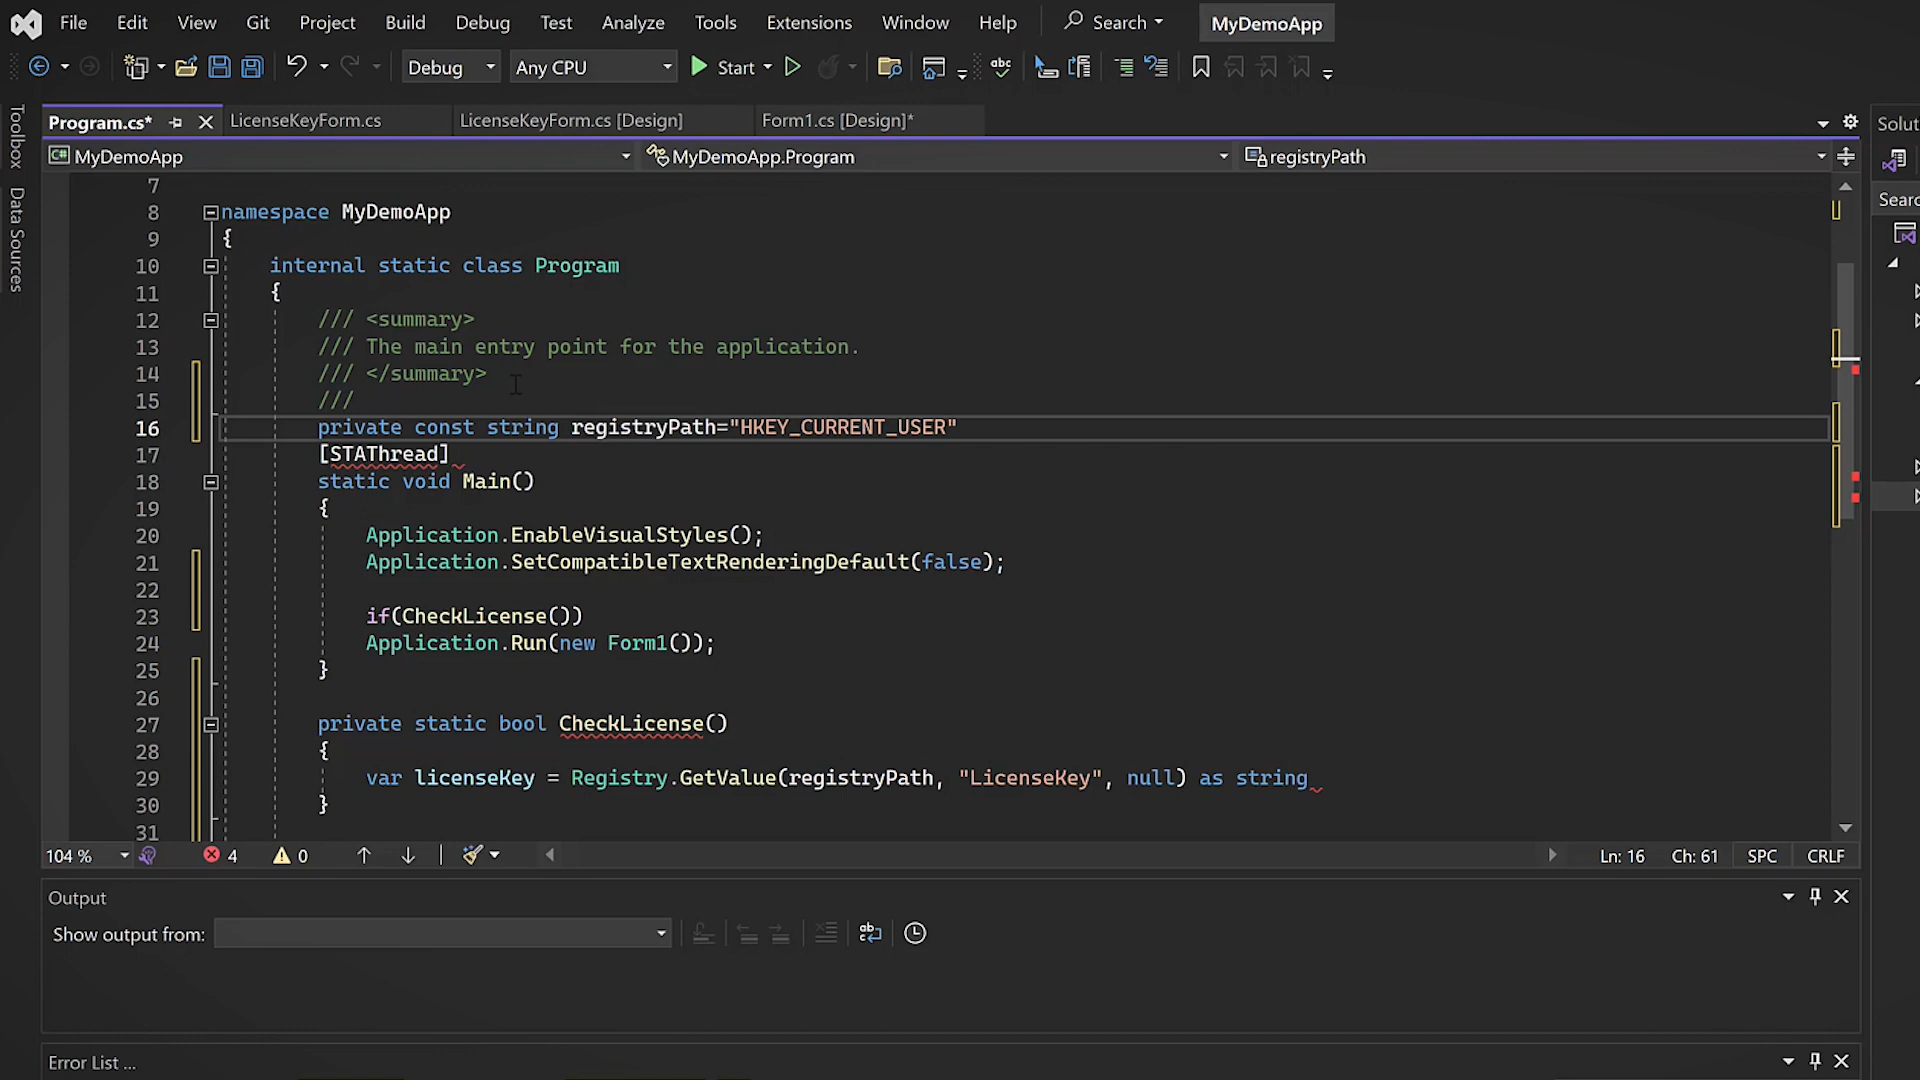 File Edit View Git Project Build Debug Test Analyze Tools Extensions Window Help Search MyDemoApp
Debug Any CPU Start
Program.cs* LicenseKeyForm.cs LicenseKeyForm.cs [Design] Form1.cs [Design]*
Solut
MyDemoApp MyDemoApp.Program registryPath
Searc
Toolbox
Data Sources
7
8 namespace MyDemoApp
9 {
10 internal static class Program
11 {
12 /// <summary>
13 /// The main entry point for the application.
14 /// </summary>
15 ///
16 private const string registryPath="HKEY_CURRENT_USER"
17 [STAThread]
18 static void Main()
19 {
20 Application.EnableVisualStyles();
21 Application.SetCompatibleTextRenderingDefault(false);
22
23 if(CheckLicense())
24 Application.Run(new Form1());
25 }
26
27 private static bool CheckLicense()
28 {
29 var licenseKey = Registry.GetValue(registryPath, "LicenseKey", null) as string
30 }
31
104 % 4 0 Ln: 16 Ch: 61 SPC CRLF
Output
Show output from:
Error List ...